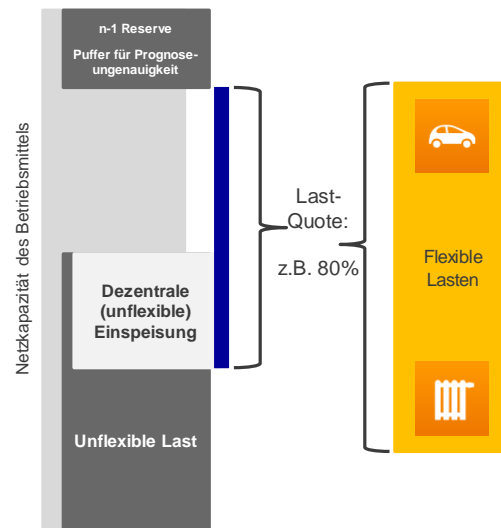 n-1 Reserve
Puffer für Prognose-
ungenauigkeit
Netzkapazität des Betriebsmittels
Last-
Quote:
z.B. 80%
Flexible
Lasten
Dezentrale
(unflexible)
Einspeisung
Unflexible Last